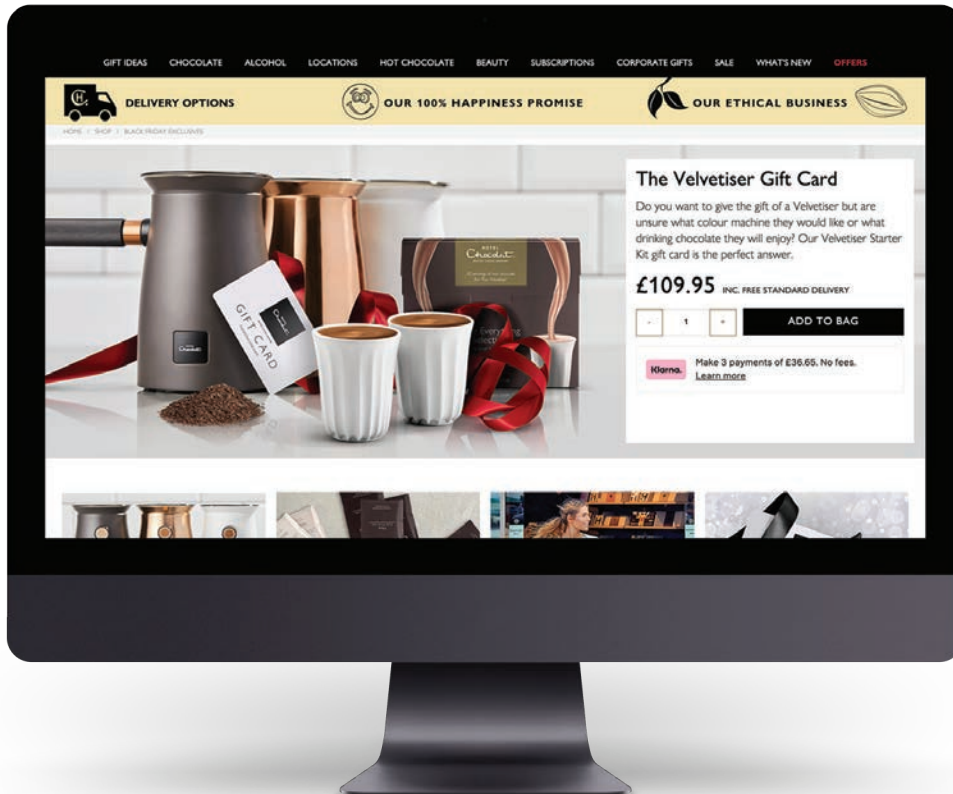 GIFT IDEAS CHOCOLATE ALCOHOL LOCATIONS HOT CHOCOLATE BEAUTY SUBSCRIPTIONS CORPORATE GIFTS SALE WHAT'S NEW OFFERS
DELIVERY OPTIONS OUR 100% HAPPINESS PROMISE OUR ETHICAL BUSINESS
HOME / SHOP / BLACK FRIDAY EXCLUSIVES
The Velvetiser Gift Card
Do you want to give the gift of a Velvetiser but are
unsure what colour machine they would like or what
drinking chocolate they will enjoy? Our Velvetiser Starter
Kit gift card is the perfect answer.
£109.95 INC. FREE STANDARD DELIVERY
- 1 + ADD TO BAG
Klarna.
Make 3 payments of £36.65. No fees.
Learn more
HOTEL
Chocolat
GIFT CARD
Chocolat